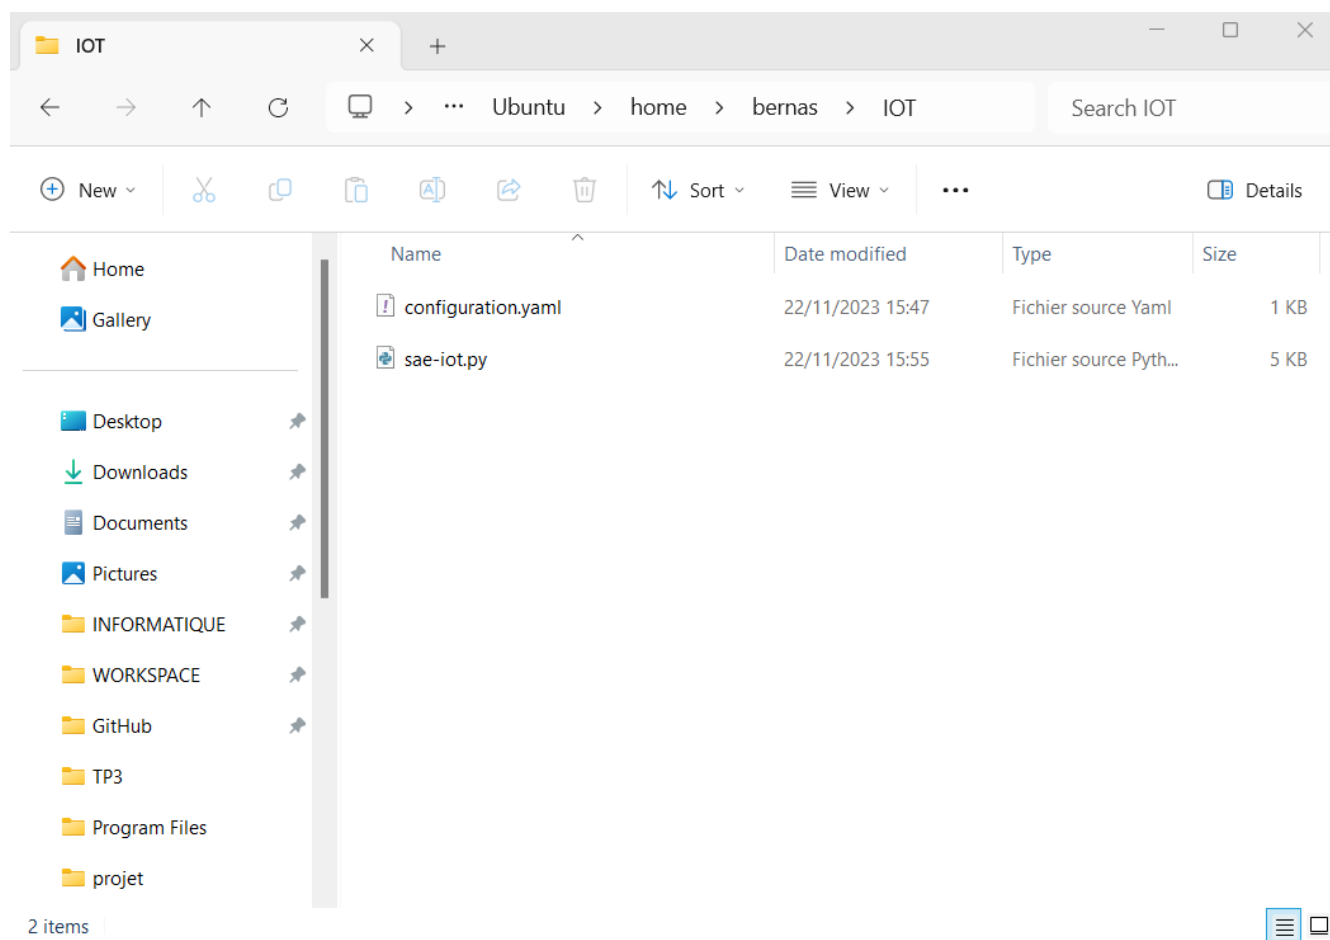 IOT
Ubuntu > home > bernas > IOT
Search IOT
New
Sort
View
Details
Name Date modified Type Size
Home
Gallery
configuration.yaml 22/11/2023 15:47 Fichier source Yaml 1 KB
sae-iot.py 22/11/2023 15:55 Fichier source Pyth... 5 KB
Desktop
Downloads
Documents
Pictures
INFORMATIQUE
WORKSPACE
GitHub
TP3
Program Files
projet
2 items